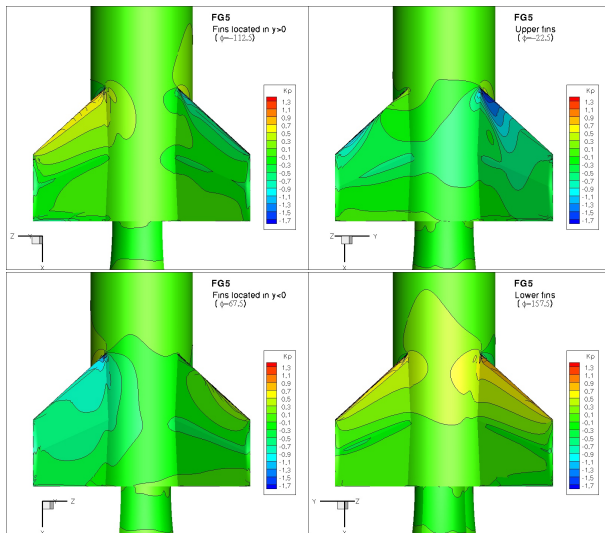 FG5
Fins located in y>0
( ϕ=-112.5)
Kp
1,3
1,1
0,9
0,7
0,5
0,3
0,1
-0,1
-0,3
-0,5
-0,7
-0,9
-1,1
-1,3
-1,5
-1,7
Z
Y
X
FG5
Upper fins
( ϕ=-22.5)
Kp
1,3
1,1
0,9
0,7
0,5
0,3
0,1
-0,1
-0,3
-0,5
-0,7
-0,9
-1,1
-1,3
-1,5
-1,7
Z
Y
X
FG5
Fins located in y<0
( ϕ=67.5)
Kp
1,3
1,1
0,9
0,7
0,5
0,3
0,1
-0,1
-0,3
-0,5
-0,7
-0,9
-1,1
-1,3
-1,5
-1,7
Y
Z
X
FG5
Lower fins
( ϕ=157.5)
Kp
1,3
1,1
0,9
0,7
0,5
0,3
0,1
-0,1
-0,3
-0,5
-0,7
-0,9
-1,1
-1,3
-1,5
-1,7
Y
Z
X